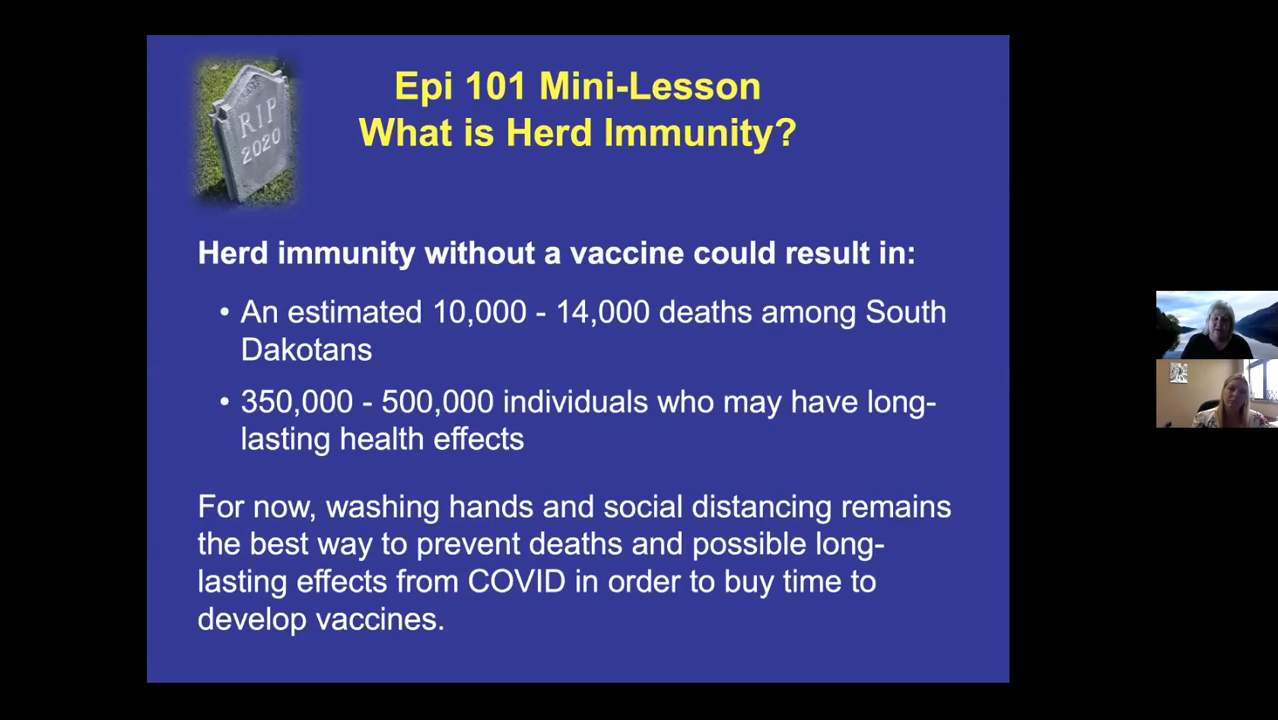 RIP
2020
Epi 101 Mini-Lesson
What is Herd Immunity?
Herd immunity without a vaccine could result in:
• An estimated 10,000 - 14,000 deaths among South
Dakotans
• 350,000 - 500,000 individuals who may have long-
lasting health effects
For now, washing hands and social distancing remains
the best way to prevent deaths and possible long-
lasting effects from COVID in order to buy time to
develop vaccines.